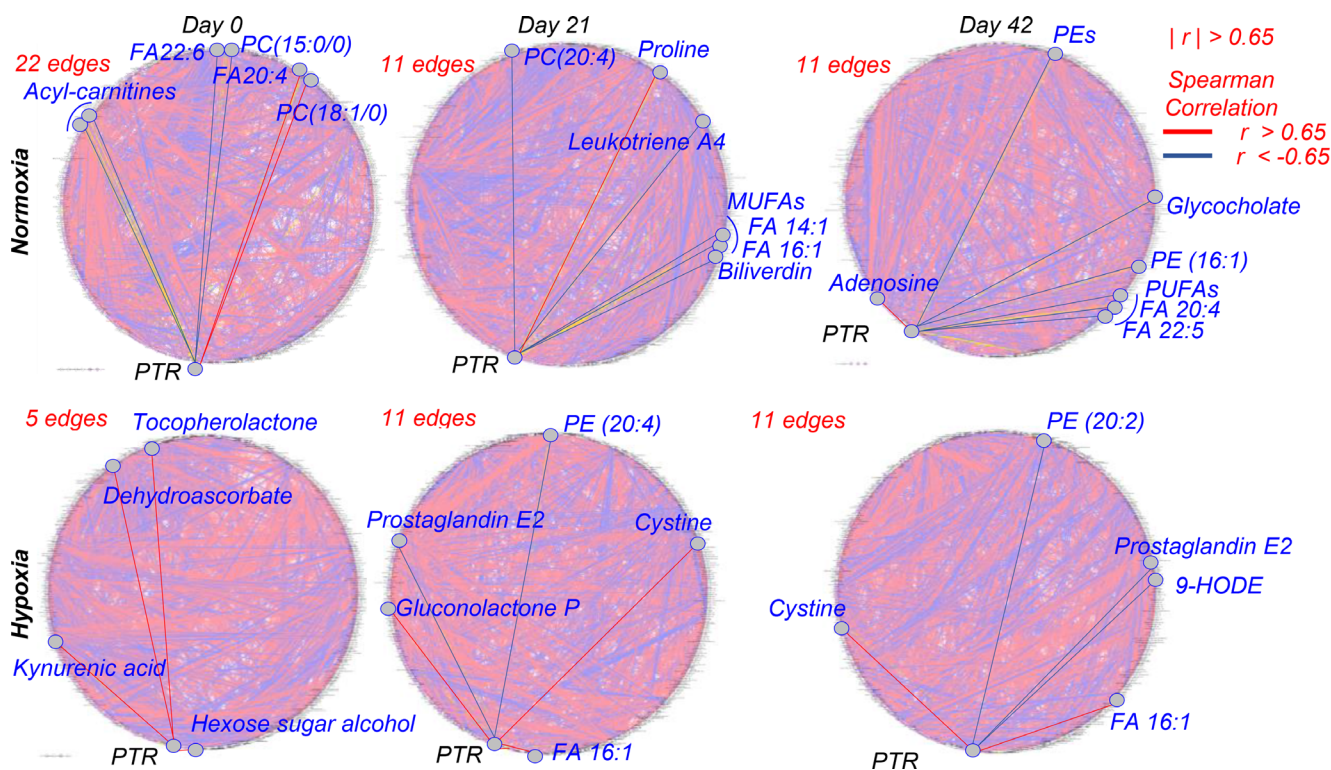 Day 0
Day 21
Day 42
Normoxia
22 edges
FA22:6
PC(15:0/0)
FA20:4
Acyl-carnitines
PC(18:1/0)
PTR
11 edges
PC(20:4)
Proline
Leukotriene A4
MUFAs
FA 14:1
FA 16:1
Biliverdin
PTR
11 edges
PEs
Glycocholate
PE (16:1)
Adenosine
PUFAs
FA 20:4
FA 22:5
PTR
| r | > 0.65
Spearman
Correlation
r > 0.65
r < -0.65
Hypoxia
5 edges
Tocopherolactone
Dehydroascorbate
Kynurenic acid
Hexose sugar alcohol
PTR
11 edges
PE (20:4)
Prostaglandin E2
Cystine
Gluconolactone P
PTR
FA 16:1
11 edges
PE (20:2)
Prostaglandin E2
9-HODE
Cystine
FA 16:1
PTR